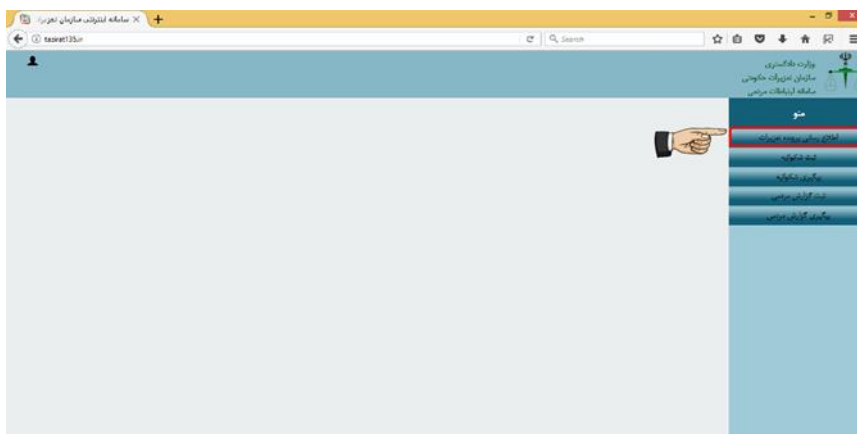 سامانه اینترنتی سازمان تعزیرات
tazirat135.ir
Search
وزارت دادگستری
سازمان تعزیرات حکومتی
سامانه ارتباطات مردمی
منو
اطلاع رسانی پرونده تعزیرات
ثبت شکوائیه
پیگیری شکوائیه
ثبت گزارش مردمی
پیگیری گزارش مردمی